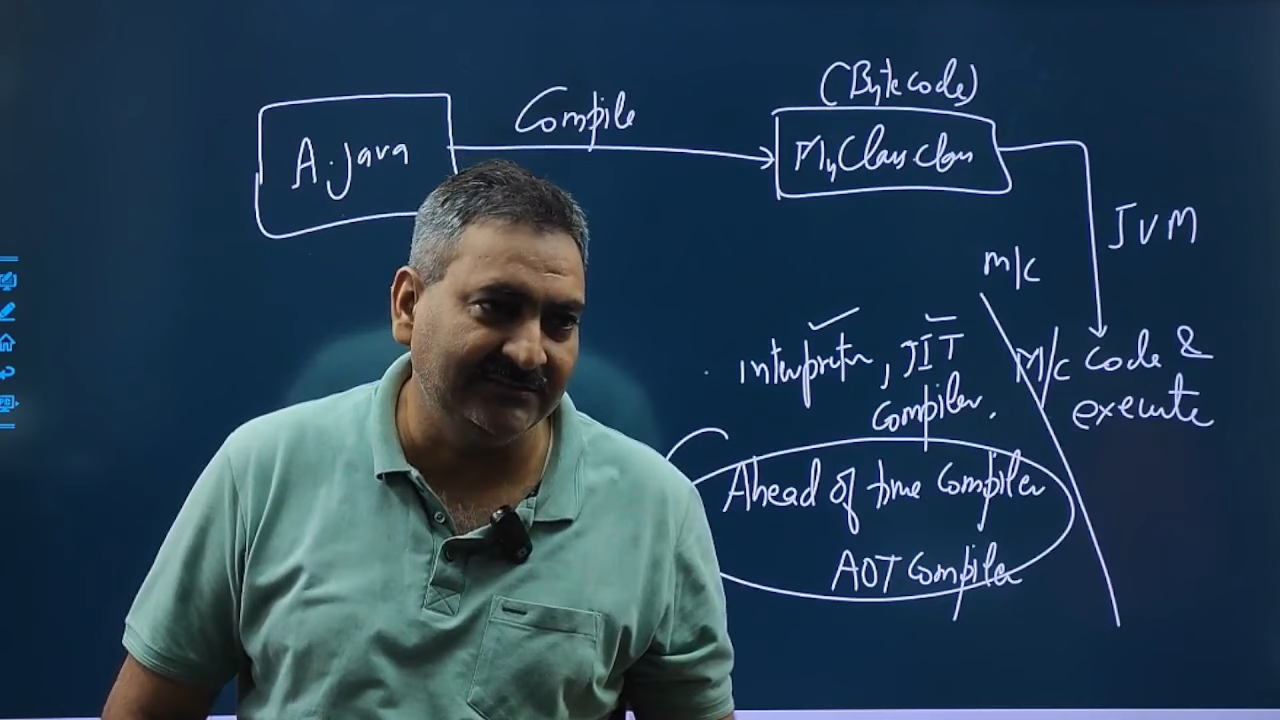 (Bytecode)
Compile
A.java
MyClass.class
JVM
M/C
Interpreter, JIT
Compiler.
M/C Code &
execute
Ahead of time Compiler
AOT Compiler